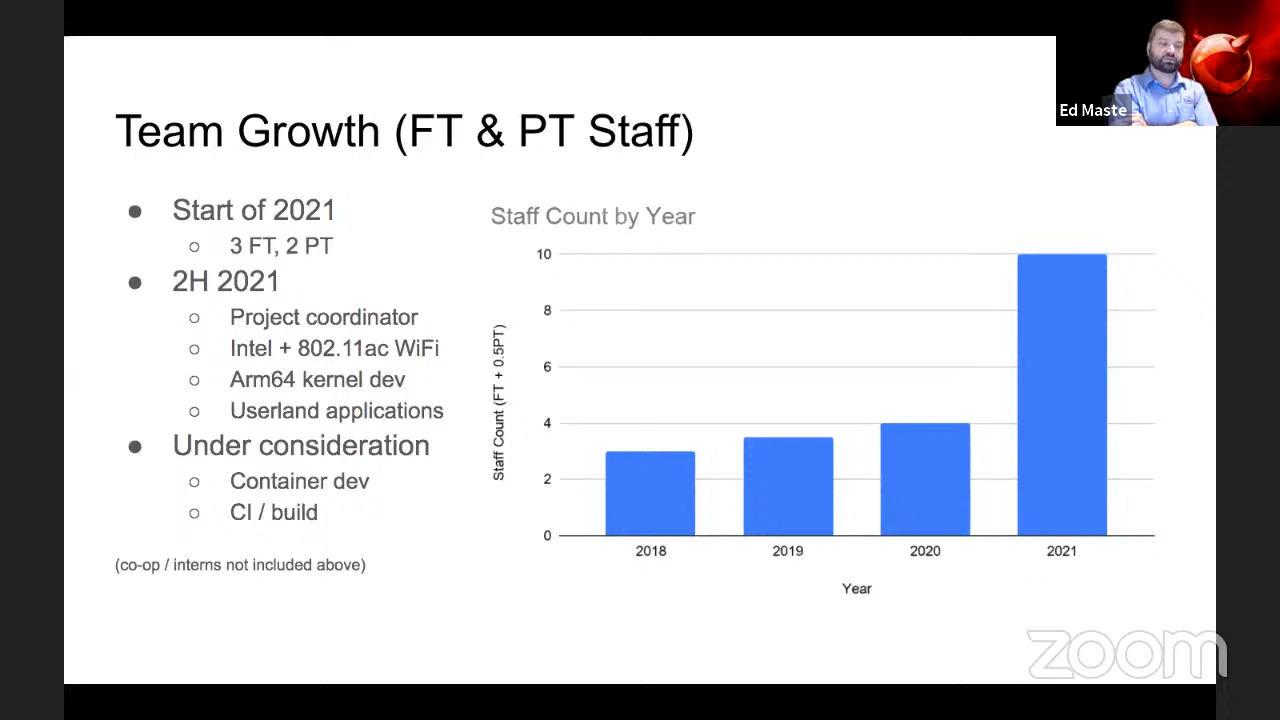 Ed Maste
Team Growth (FT & PT Staff)
● Start of 2021
○ 3 FT, 2 PT
● 2H 2021
○ Project coordinator
○ Intel + 802.11ac WiFi
○ Arm64 kernel dev
○ Userland applications
● Under consideration
○ Container dev
○ CI / build
(co-op / interns not included above)
Staff Count by Year
Staff Count (FT + 0.5PT)
10
8
6
4
2
0
2018 2019 2020 2021
Year
zoom